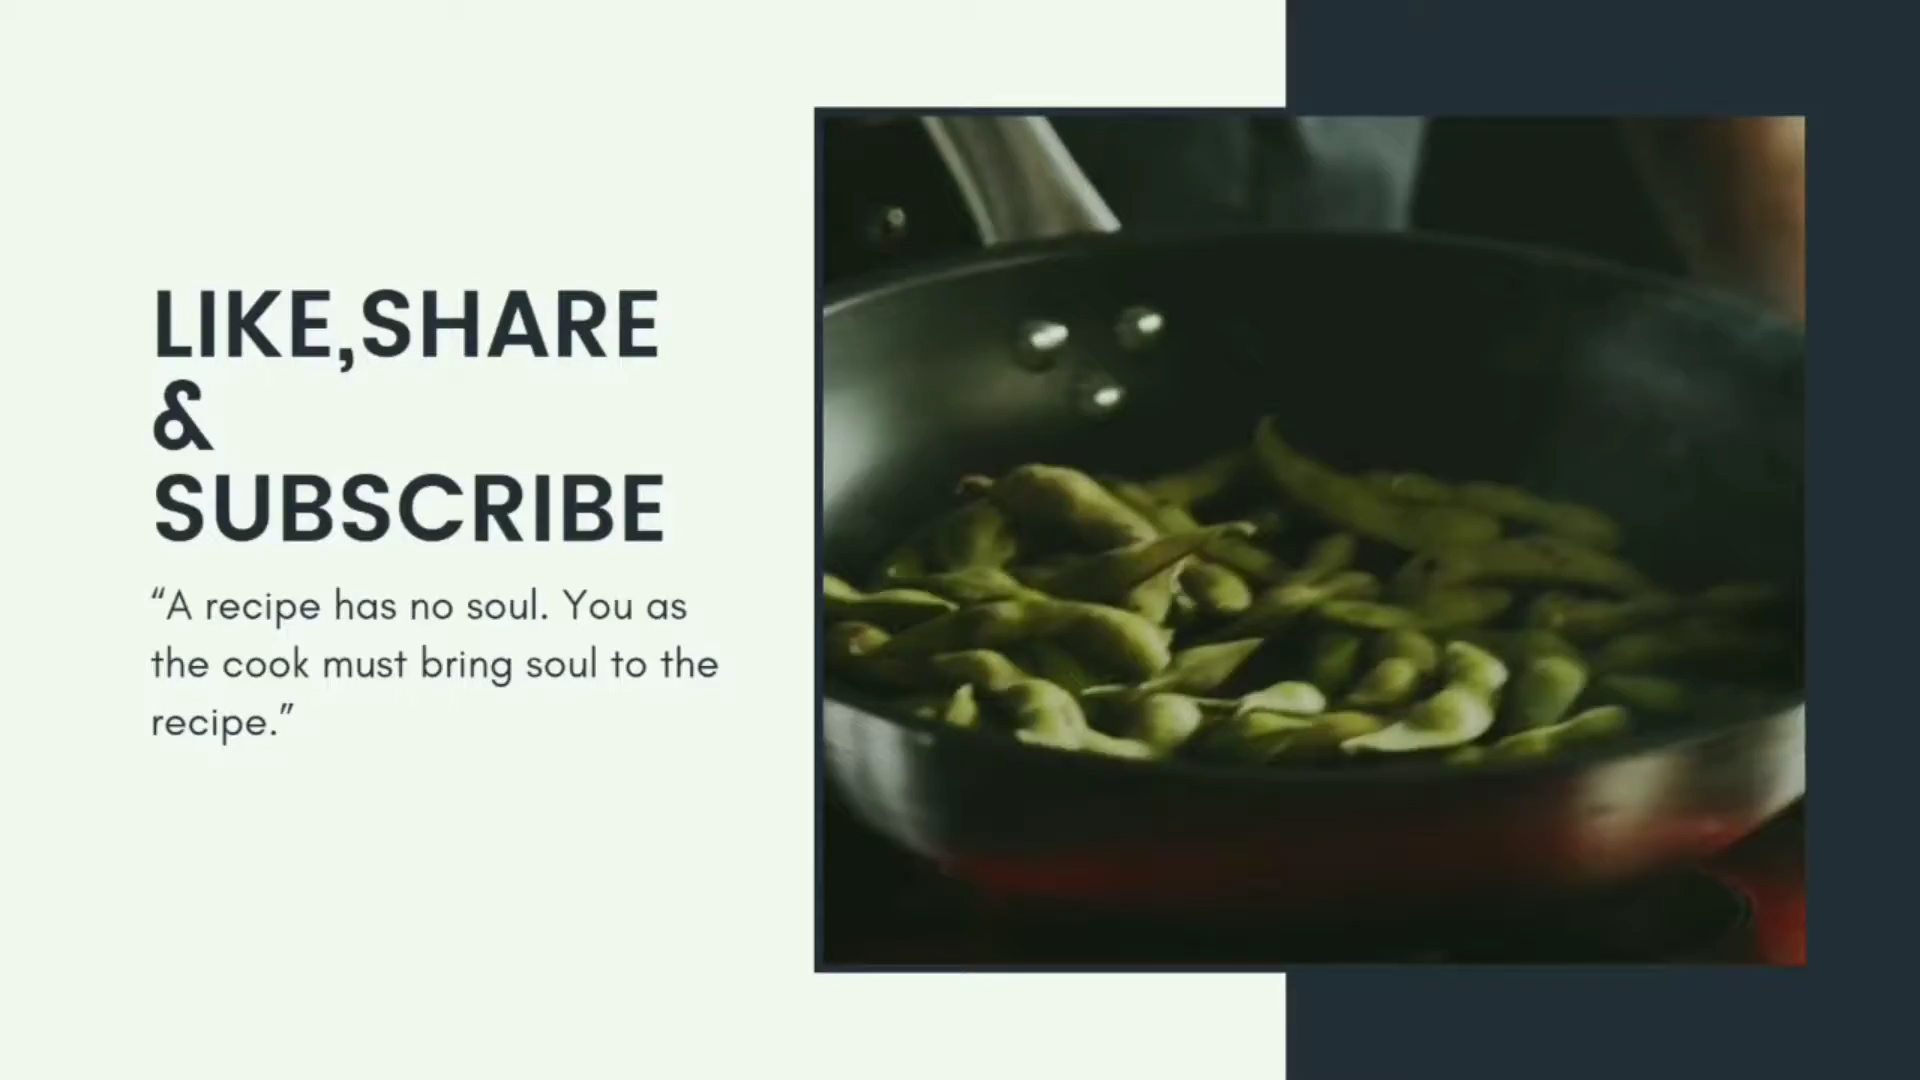 LIKE,SHARE
&
SUBSCRIBE
“A recipe has no soul. You as
the cook must bring soul to the
recipe.”